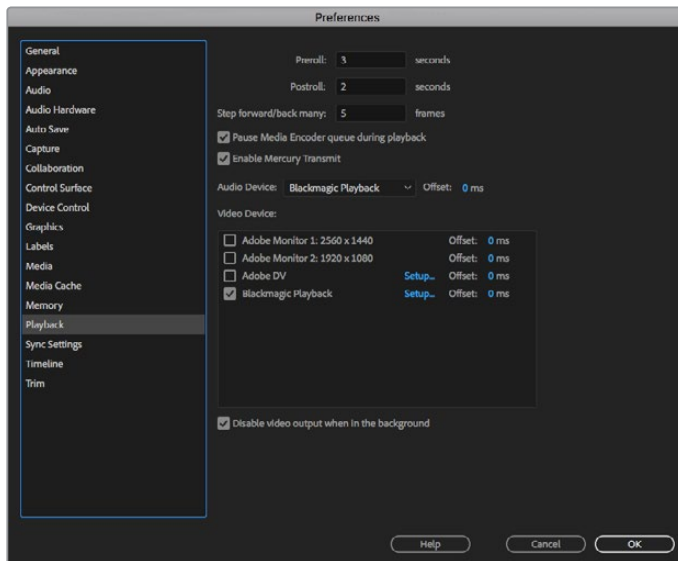 Preferences
General
Appearance
Audio
Audio Hardware
Auto Save
Capture
Collaboration
Control Surface
Device Control
Graphics
Labels
Media
Media Cache
Memory
Playback
Sync Settings
Timeline
Trim
Preroll: 3 seconds
Postroll: 2 seconds
Step forward/back many: 5 frames
Pause Media Encoder queue during playback
Enable Mercury Transmit
Audio Device: Blackmagic Playback Offset: 0 ms
Video Device:
Adobe Monitor 1: 2560 x 1440 Offset: 0 ms
Adobe Monitor 2: 1920 x 1080 Offset: 0 ms
Adobe DV Setup... Offset: 0 ms
Blackmagic Playback Setup... Offset: 0 ms
Disable video output when in the background
Help Cancel OK